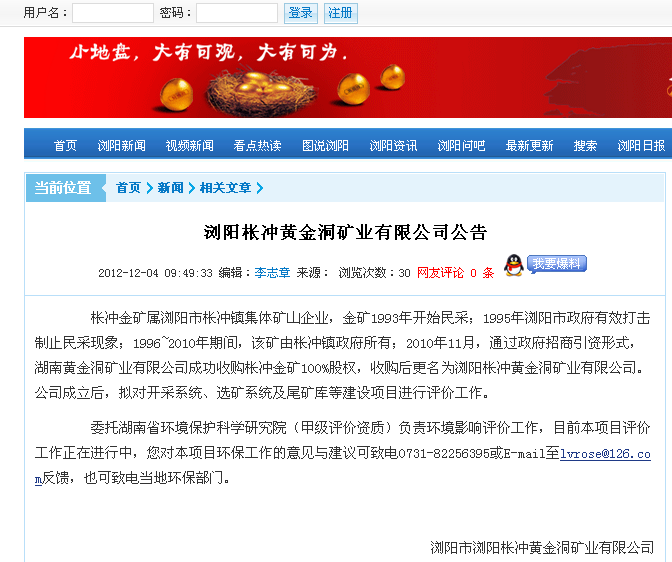 用户名： 密码： 登录 注册
小地盘，大有可观，大有可为．
首页 浏阳新闻 视频新闻 看点热读 图说浏阳 浏阳资讯 浏阳问吧 最新更新 搜索 浏阳日报
当前位置 首页 新闻 相关文章
浏阳枨冲黄金洞矿业有限公司公告
2012-12-04 09:49:33 编辑：李志章 来源： 浏览次数：30 网友评论 0 条 我要爆料
枨冲金矿属浏阳市枨冲镇集体矿山企业，金矿1993年开始民采；1995年浏阳市政府有效打击
制止民采现象；1996~2010年期间，该矿由枨冲镇政府所有；2010年11月，通过政府招商引资形式，
湖南黄金洞矿业有限公司成功收购枨冲金矿100%股权，收购后更名为浏阳枨冲黄金洞矿业有限公司。
公司成立后，拟对开采系统、选矿系统及尾矿库等建设项目进行评价工作。
委托湖南省环境保护科学研究院（甲级评价资质）负责环境影响评价工作，目前本项目评价
工作正在进行中，您对本项目环保工作的意见与建议可致电0731-82256395或E-mail至lvrose@126.co
m反馈，也可致电当地环保部门。
浏阳市浏阳枨冲黄金洞矿业有限公司